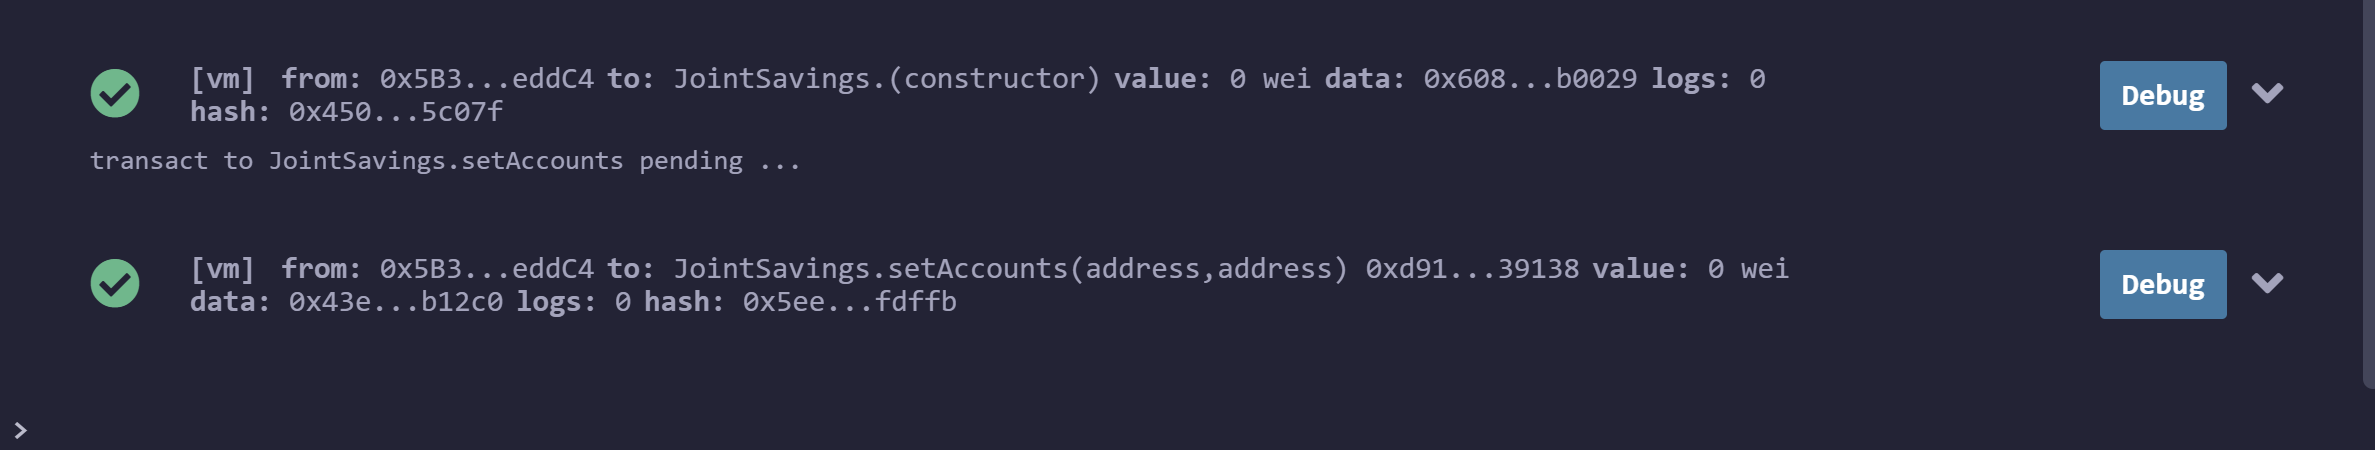 [vm] from: 0x5B3...eddC4 to: JointSavings.(constructor) value: 0 wei data: 0x608...b0029 logs: 0
hash: 0x450...5c07f
Debug
transact to JointSavings.setAccounts pending ...
[vm] from: 0x5B3...eddC4 to: JointSavings.setAccounts(address,address) 0xd91...39138 value: 0 wei
data: 0x43e...b12c0 logs: 0 hash: 0x5ee...fdffb
Debug
>